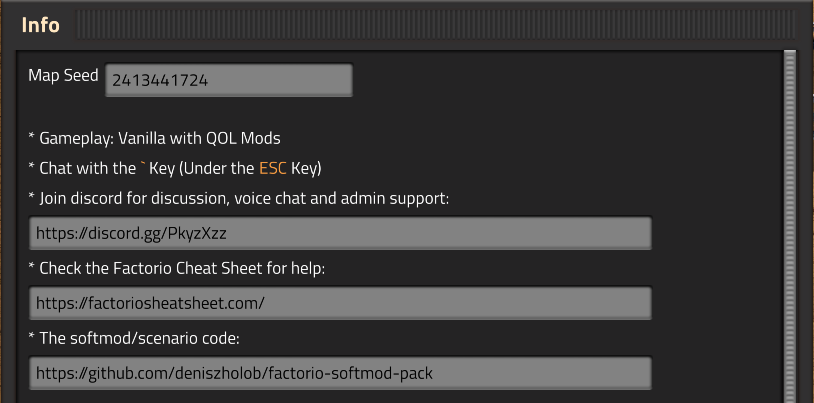 Info
Map Seed 2413441724
* Gameplay: Vanilla with QOL Mods
* Chat with the ` Key (Under the ESC Key)
* Join discord for discussion, voice chat and admin support:
https://discord.gg/PkyzXzz
* Check the Factorio Cheat Sheet for help:
https://factoriosheatsheet.com/
* The softmod/scenario code:
https://github.com/deniszholob/factorio-softmod-pack